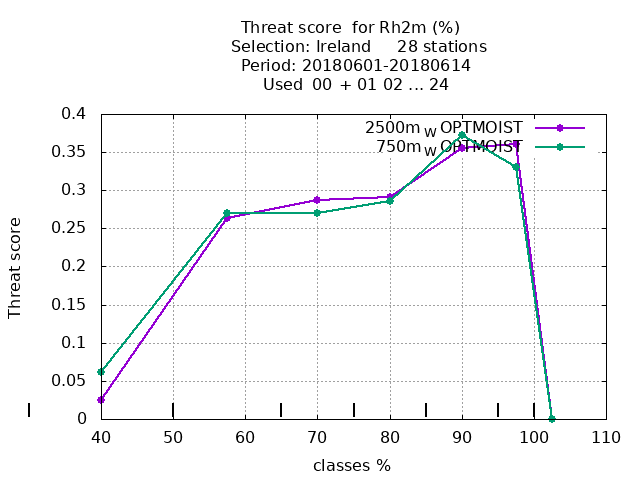 Threat score for Rh2m (%)
Selection: Ireland 28 stations
Period: 20180601-20180614
Used 00 + 01 02 ... 24
2500m W OPTMOIST
750m W OPTMOIST
0.4
0.35
0.3
0.25
0.2
0.15
0.1
0.05
0
Threat score
40 50 60 70 80 90 100 110
classes %